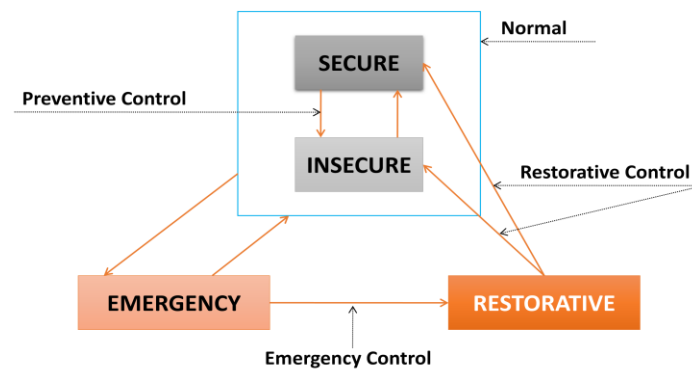 Normal
SECURE
Preventive Control
INSECURE
Restorative Control
EMERGENCY
RESTORATIVE
Emergency Control